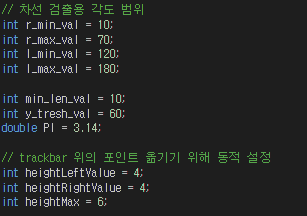 // 차선 검출용 각도 범위
int r_min_val = 10;
int r_max_val = 70;
int l_min_val = 120;
int l_max_val = 180;
int min_len_val = 10;
int y_tresh_val = 60;
double PI = 3.14;
// trackbar 위의 포인트 옮기기 위해 동적 설정
int heightLeftValue = 4;
int heightRightValue = 4;
int heightMax = 6;